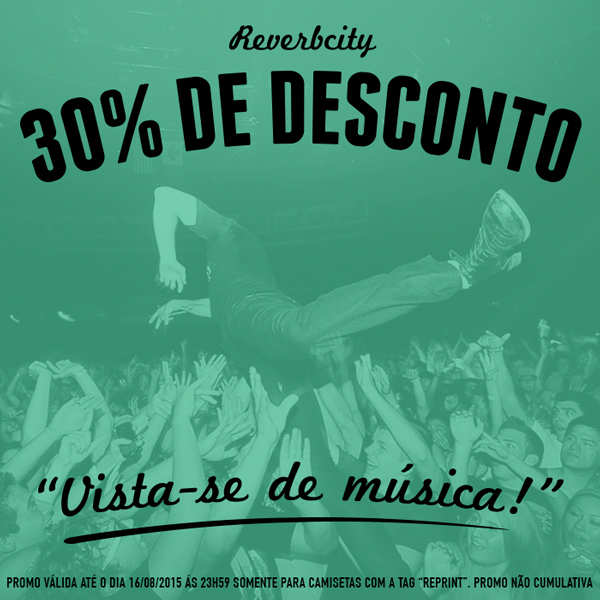 Reverbcity
30% DE DESCONTO
“Vista-se de música!”
PROMO VÁLIDA ATÉ O DIA 16/08/2015 ÁS 23H59 SOMENTE PARA CAMISETAS COM A TAG “REPRINT”. PROMO NÃO CUMULATIVA